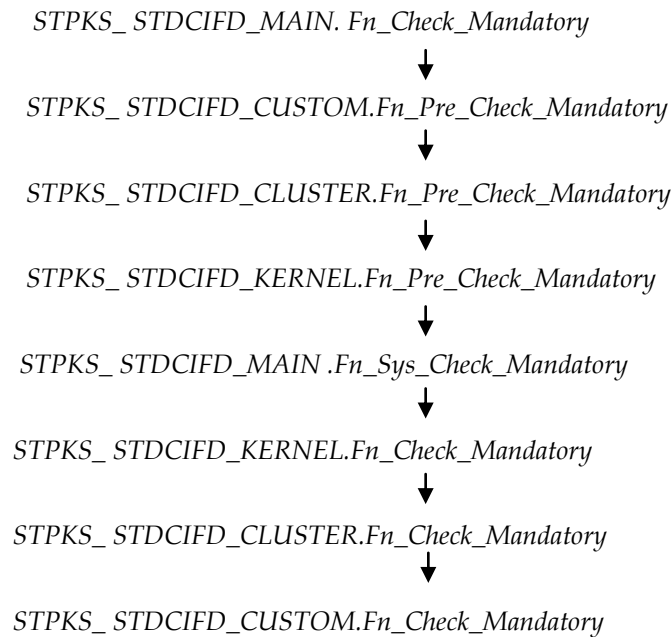 STPKS_ STDCIFD_MAIN. Fn_Check_Mandatory
STPKS_ STDCIFD_CUSTOM.Fn_Pre_Check_Mandatory
STPKS_ STDCIFD_CLUSTER.Fn_Pre_Check_Mandatory
STPKS_ STDCIFD_KERNEL.Fn_Pre_Check_Mandatory
STPKS_ STDCIFD_MAIN .Fn_Sys_Check_Mandatory
STPKS_ STDCIFD_KERNEL.Fn_Check_Mandatory
STPKS_ STDCIFD_CLUSTER.Fn_Check_Mandatory
STPKS_ STDCIFD_CUSTOM.Fn_Check_Mandatory